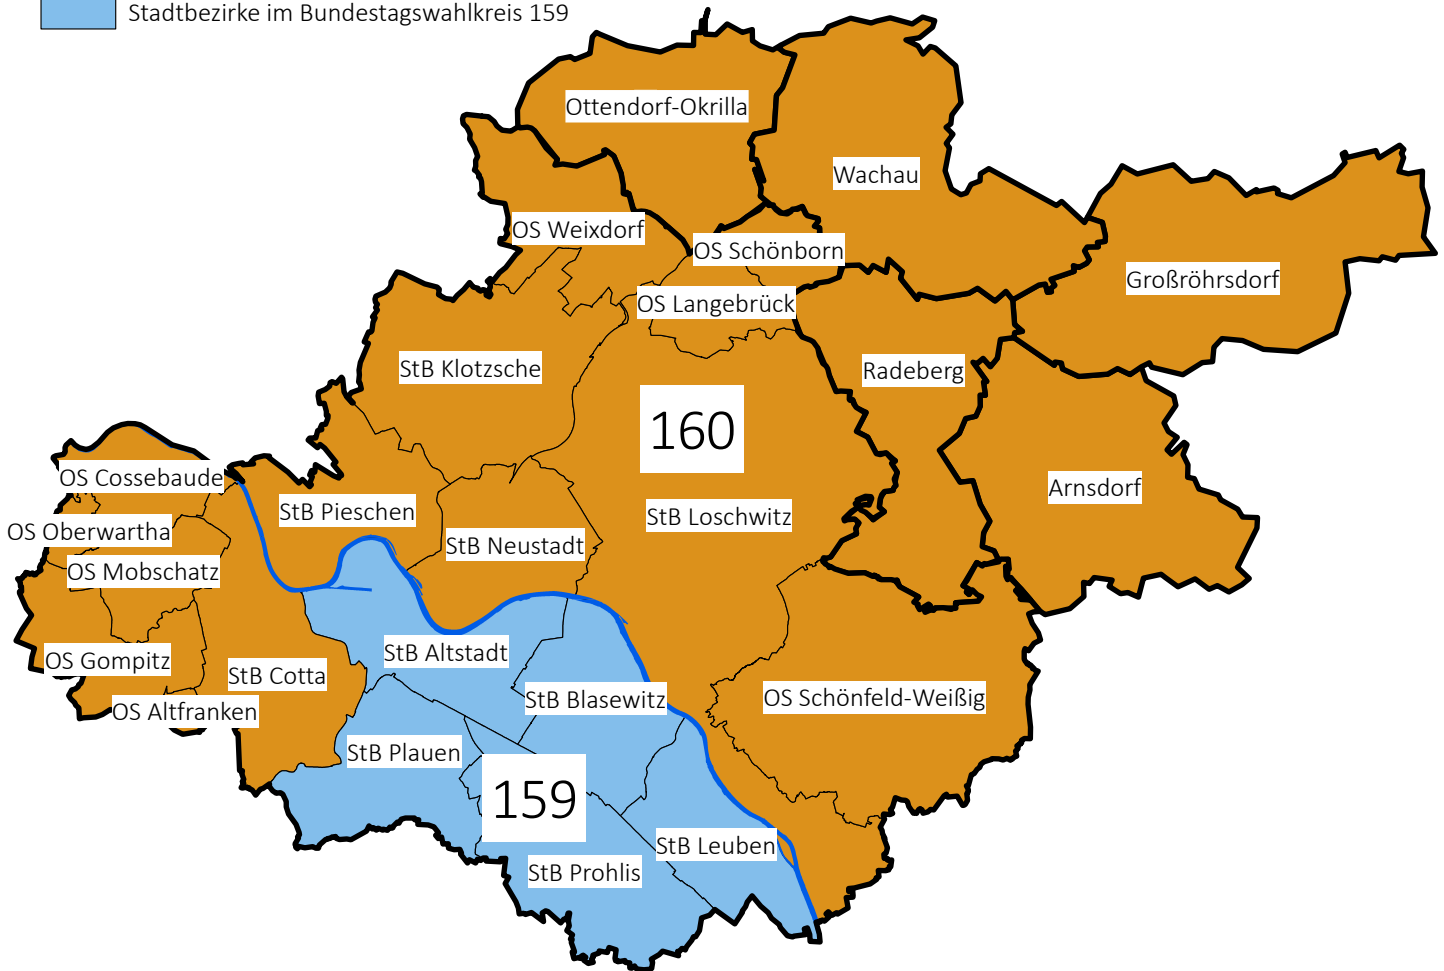 Stadtbezirke im Bundestagswahlkreis 159
Ottendorf-Okrilla
Wachau
OS Weixdorf
OS Schönborn
Großröhrsdorf
OS Langebrück
StB Klotzsche
Radeberg
160
OS Cossebaude
Arnsdorf
StB Pieschen
StB Loschwitz
OS Oberwartha
StB Neustadt
OS Mobschatz
StB Altstadt
OS Gompitz
StB Cotta
StB Blasewitz
OS Schönfeld-Weißig
OS Altfranken
StB Plauen
159
StB Leuben
StB Prohlis